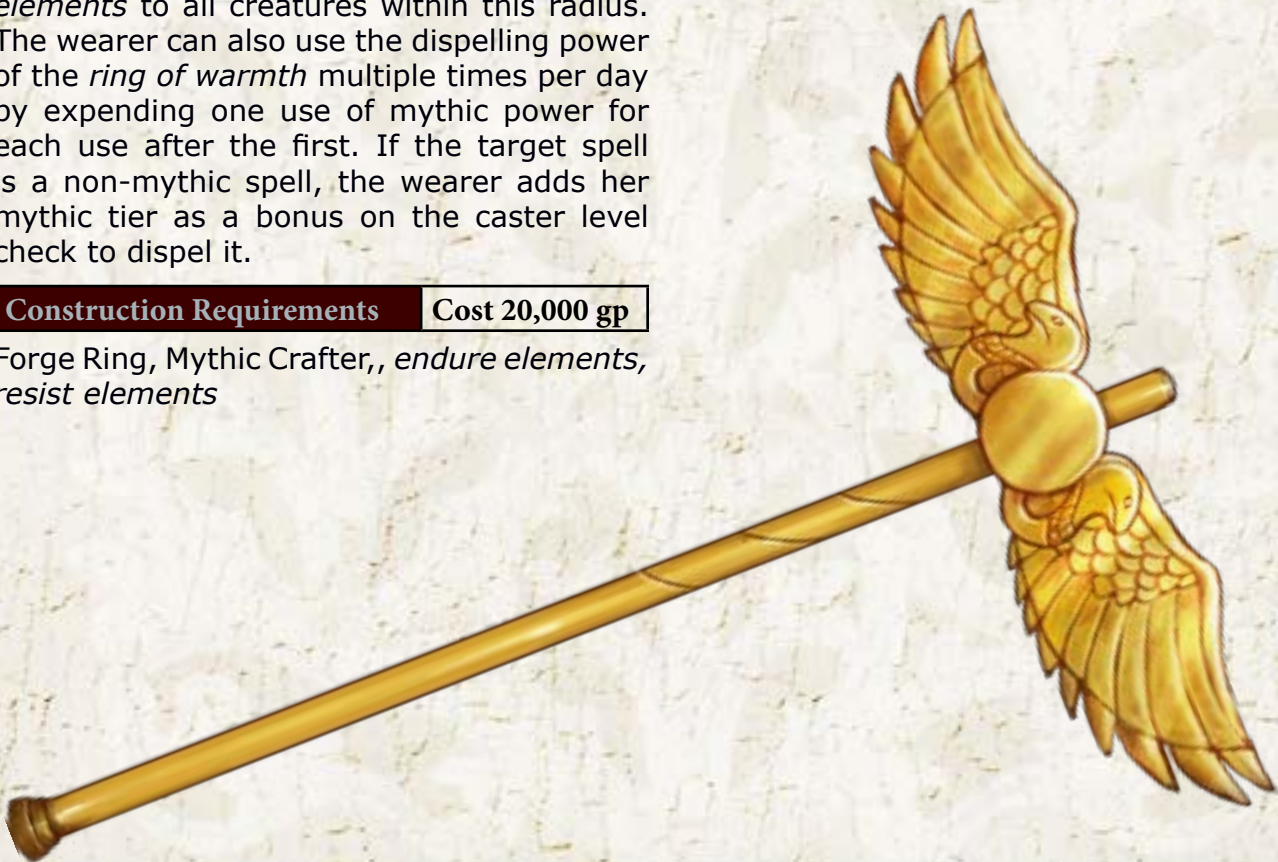 elements to all creatures within this radius.
The wearer can also use the dispelling power
of the ring of warmth multiple times per day
by expending one use of mythic power for
each use after the first. If the target spell
is a non-mythic spell, the wearer adds her
mythic tier as a bonus on the caster level
check to dispel it.
Construction Requirements Cost 20,000 gp
Forge Ring, Mythic Crafter,, endure elements,
resist elements